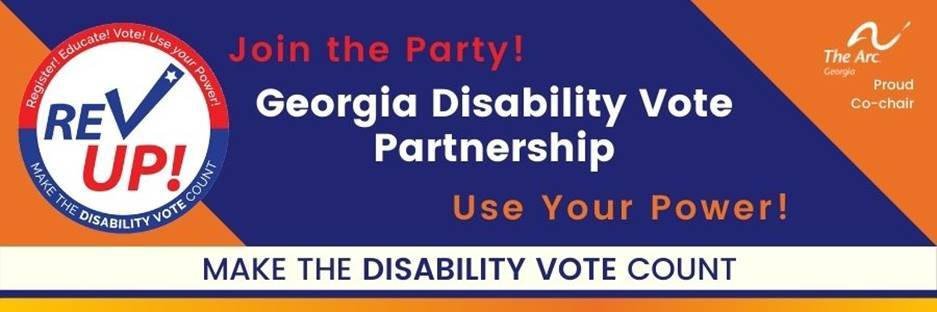 Register! Educate! Vote! Use your Power!
REV
UP!
MAKE THE DISABILITY VOTE COUNT
Join the Party!
Georgia Disability Vote
Partnership
Use Your Power!
The Arc
Georgia
Proud
Co-chair
MAKE THE DISABILITY VOTE COUNT